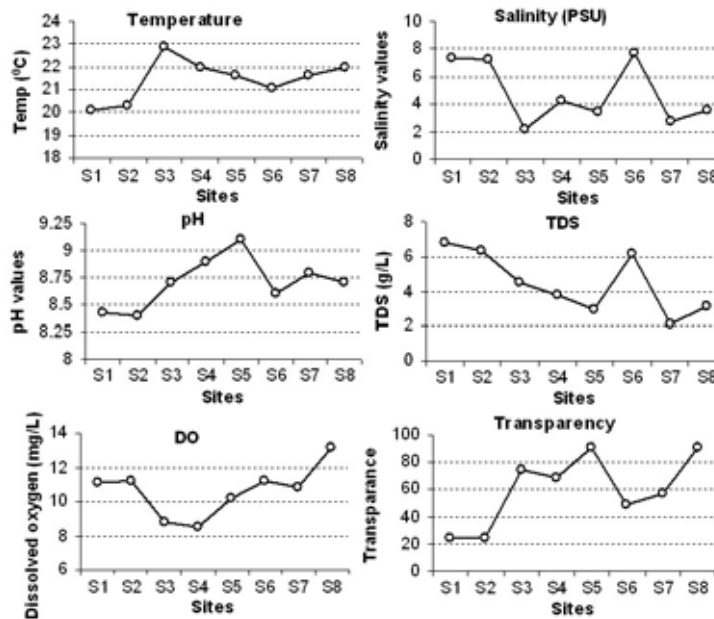 Temperature
Temp (⁰C)
23
22
21
20
19
18
S1 S2 S3 S4 S5 S6 S7 S8
Sites
Salinity (PSU)
Salinity values
10
8
6
4
2
0
S1 S2 S3 S4 S5 S6 S7 S8
Sites
pH
pH values
9.25
9
8.75
8.5
8.25
8
S1 S2 S3 S4 S5 S6 S7 S8
Sites
TDS
TDS (g/L)
8
6
4
2
0
S1 S2 S3 S4 S5 S6 S7 S8
Sites
DO
Dissolved oxygen (mg/L)
14
12
10
8
6
S1 S2 S3 S4 S5 S6 S7 S8
Sites
Transparency
Transparance
100
80
60
40
20
0
S1 S2 S3 S4 S5 S6 S7 S8
Sites